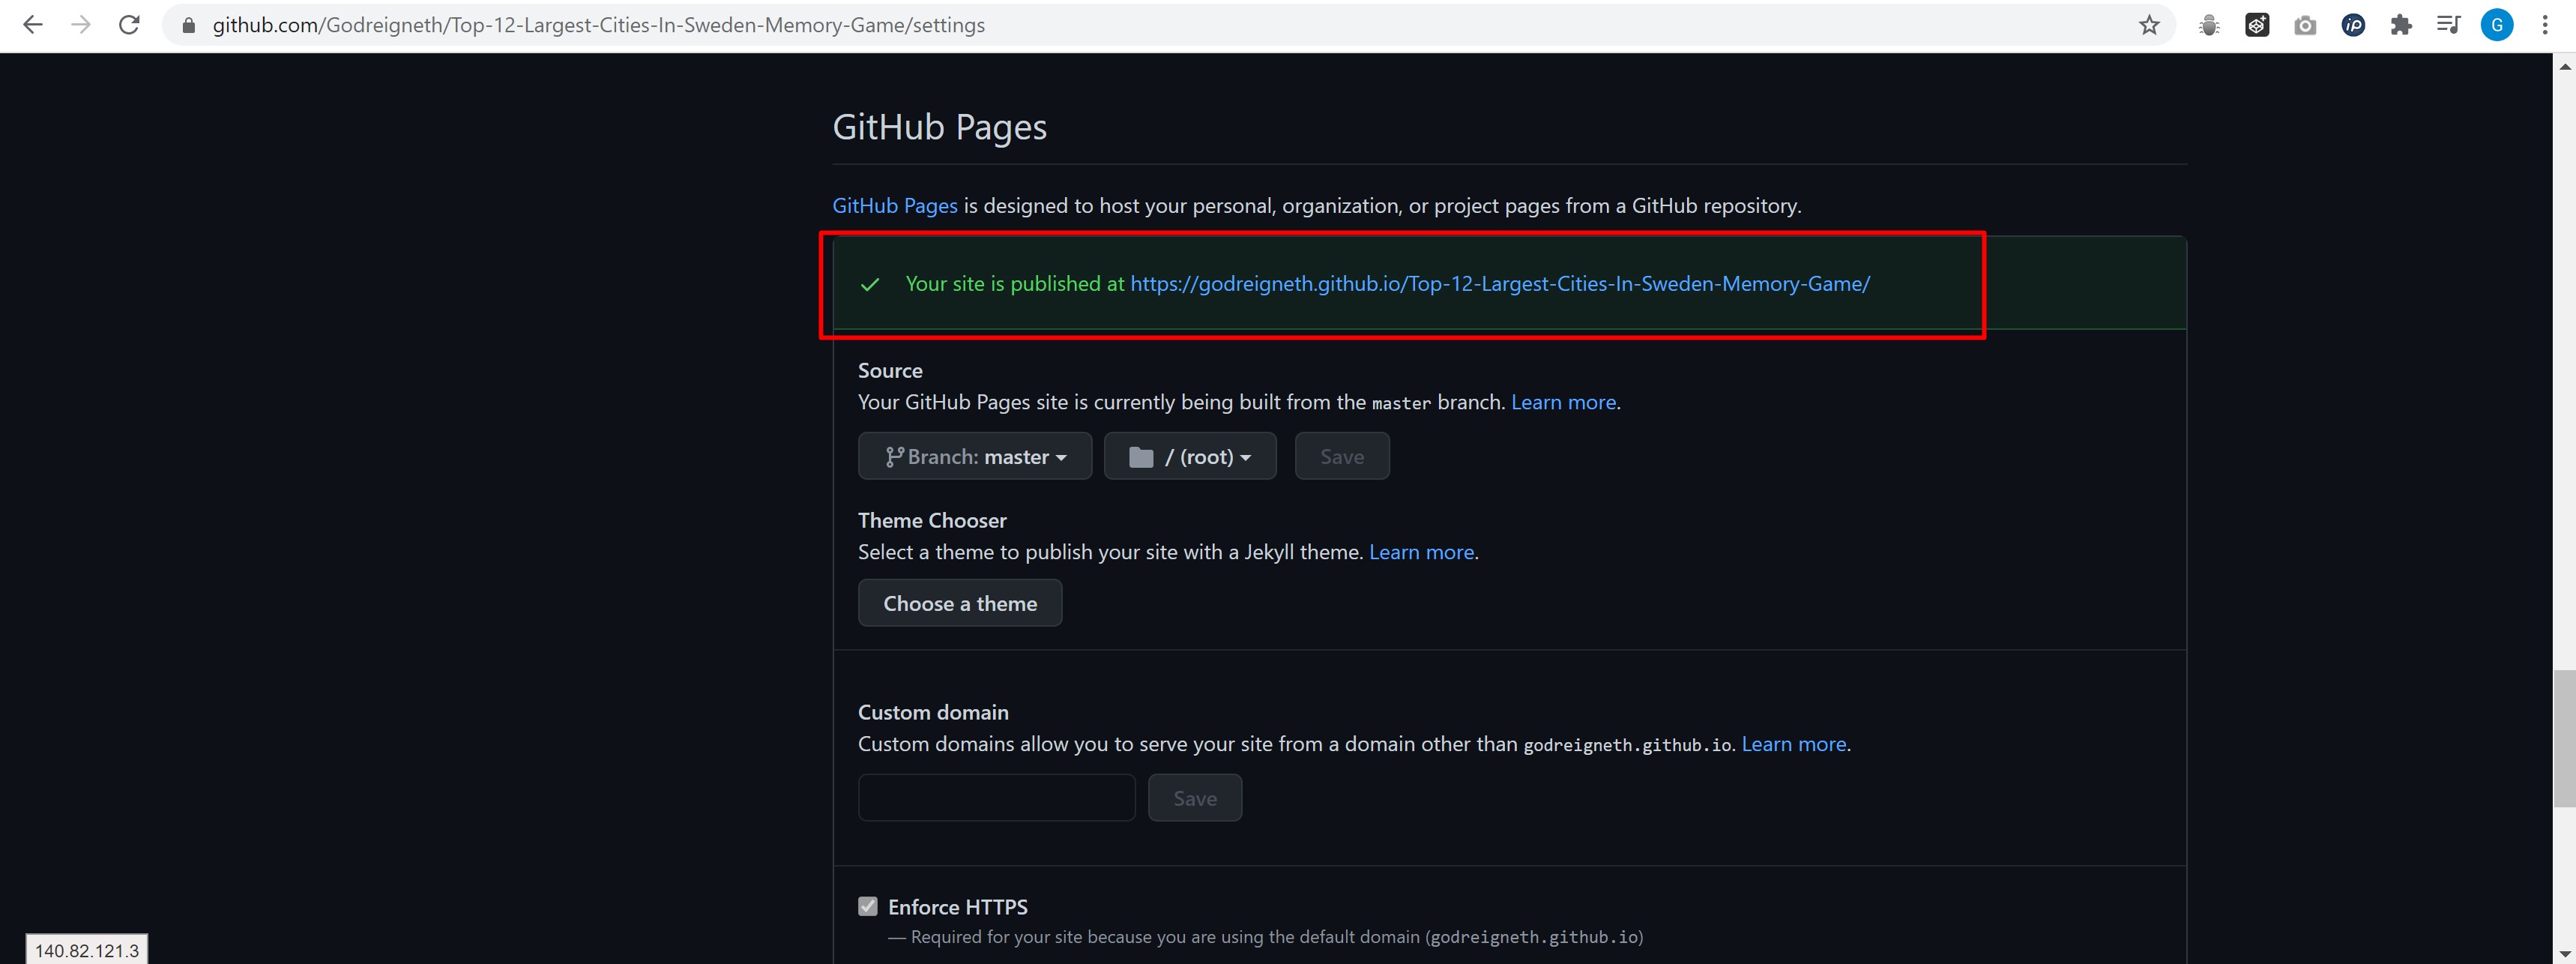 github.com/Godreigneth/Top-12-Largest-Cities-In-Sweden-Memory-Game/settings
iP
G
GitHub Pages
GitHub Pages is designed to host your personal, organization, or project pages from a GitHub repository.
Your site is published at https://godreigneth.github.io/Top-12-Largest-Cities-In-Sweden-Memory-Game/
Source
Your GitHub Pages site is currently being built from the master branch. Learn more.
Branch: master / (root) Save
Theme Chooser
Select a theme to publish your site with a Jekyll theme. Learn more.
Choose a theme
Custom domain
Custom domains allow you to serve your site from a domain other than godreigneth.github.io. Learn more.
Save
Enforce HTTPS
— Required for your site because you are using the default domain (godreigneth.github.io)
140.82.121.3